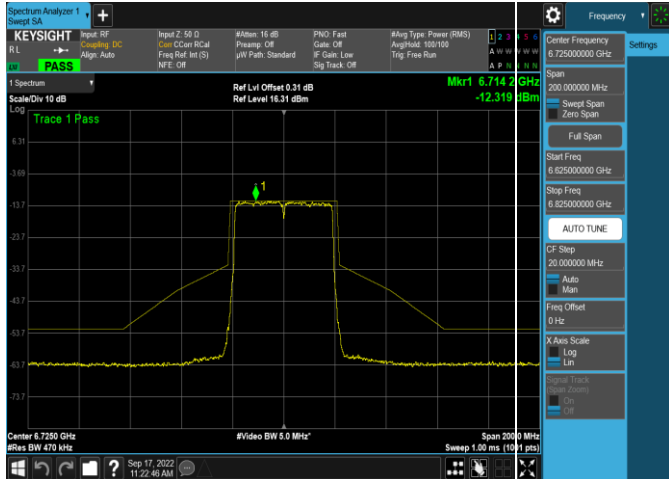 Spectrum Analyzer 1
Swept SA
Frequency
KEYSIGHT
RL
PASS
Input: RF
Coupling: DC
Align: Auto
Input Z: 50 Ω
Corr CCorr RCal
Freq Ref: Int (S)
NFE: Off
#Atten: 16 dB
Preamp: Off
µW Path: Standard
PNO: Fast
Gate: Off
IF Gain: Low
Sig Track: Off
#Avg Type: Power (RMS)
Avg|Hold: 100/100
Trig: Free Run
1 Spectrum
Scale/Div 10 dB
Ref Lvl Offset 0.31 dB
Ref Level 16.31 dBm
Mkr1 6.714 2 GHz
-12.319 dBm
Log
Trace 1 Pass
1
6.31
-3.69
-13.7
-23.7
-33.7
-43.7
-53.7
-63.7
-73.7
Center 6.7250 GHz
#Res BW 470 kHz
#Video BW 5.0 MHz*
Span 200.0 MHz
Sweep 1.00 ms (1001 pts)
Sep 17, 2022
11:22:46 AM
Center Frequency
6.725000000 GHz
Span
200.000000 MHz
Swept Span
Zero Span
Full Span
Start Freq
6.625000000 GHz
Stop Freq
6.825000000 GHz
AUTO TUNE
CF Step
20.000000 MHz
Auto
Man
Freq Offset
0 Hz
X Axis Scale
Log
Lin
Signal Track
(Span Zoom)
On
Off
Settings